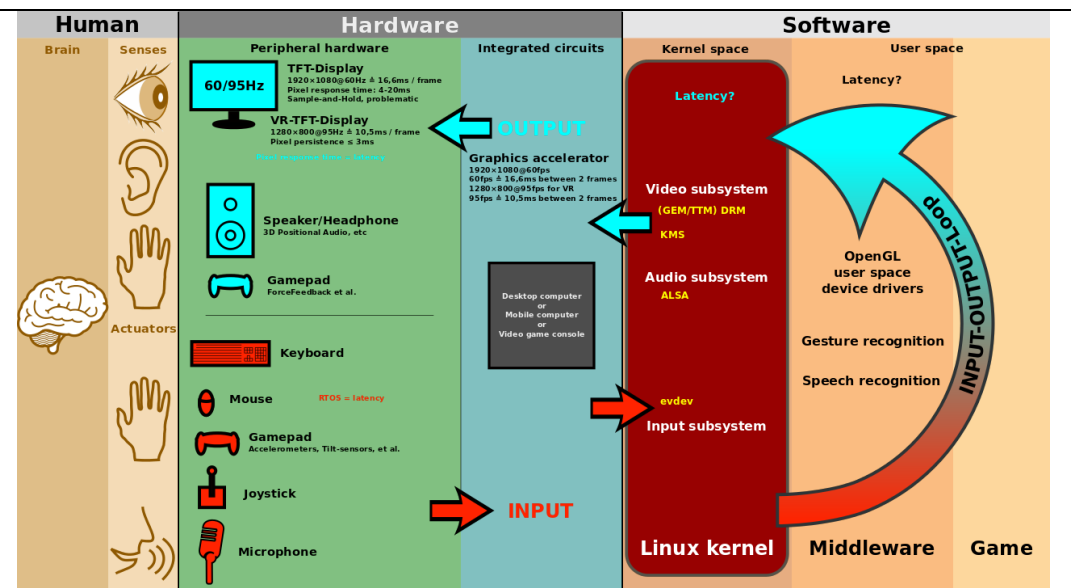 Human
Hardware
Software
Brain
Senses
Peripheral hardware
Integrated circuits
Kernel space
User space
60/95Hz
TFT-Display
1920×1080@60Hz ≙ 16,6ms / frame
Pixel response time: 4-20ms
Sample-and-Hold, problematic
VR-TFT-Display
1280×800@95Hz ≙ 10,5ms / frame
Pixel persistence ≤ 3ms
Pixel response time = latency
OUTPUT
Graphics accelerator
1920×1080@60fps
60fps ≙ 16,6ms between 2 frames
1280×800@95fps for VR
95fps ≙ 10,5ms between 2 frames
Latency?
Latency?
Video subsystem
(GEM/TTM) DRM
KMS
Speaker/Headphone
3D Positional Audio, etc
Gamepad
ForceFeedback et al.
Audio subsystem
ALSA
OpenGL
user space
device drivers
INPUT-OUTPUT-Loop
Desktop computer
or
Mobile computer
or
Video game console
Actuators
Keyboard
Gesture recognition
Speech recognition
Mouse
RTOS = latency
evdev
Input subsystem
Gamepad
Accelerometers, Tilt-sensors, et al.
Joystick
INPUT
Microphone
Linux kernel
Middleware
Game